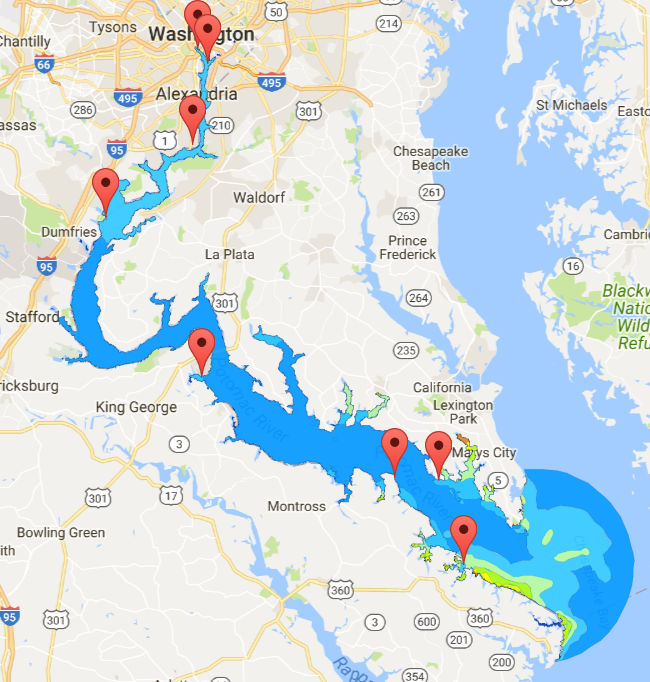 Tysons
Chantilly
Washington
50
214
66
495
495
Alexandria
286
301
210
St Michaels
Easto
assas
95
1
Chesapeake
Beach
261
Waldorf
263
Dumfries
Prince
Frederick
Cambri
La Plata
95
16
264
301
Blackw
Nation
Wildl
Refu
Stafford
235
Potomac River
ricksburg
California
Lexington
Park
King George
3
Marys City
5
17
301
Montross
Bowling Green
ith
360
95
301
3
600
360
201
200
354
Rappa